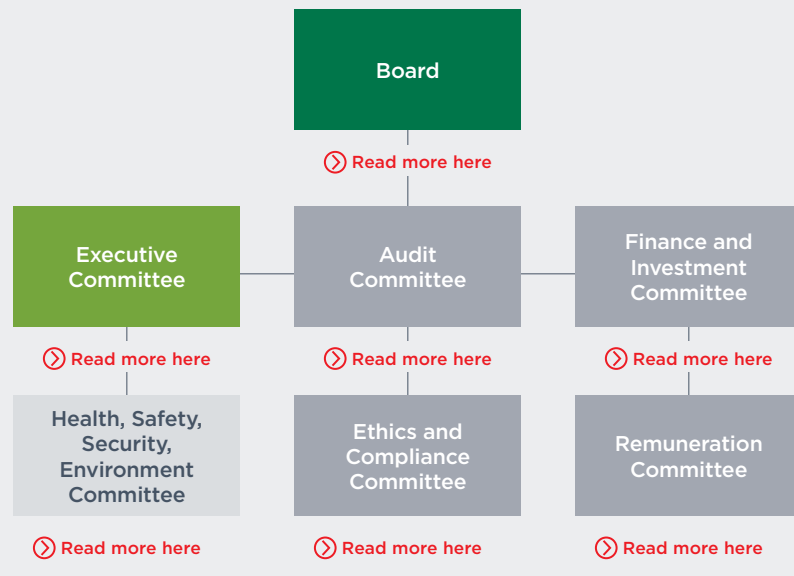 Board
Read more here
Executive
Committee
Audit
Committee
Finance and
Investment
Committee
Read more here
Read more here
Read more here
Health, Safety,
Security,
Environment
Committee
Ethics and
Compliance
Committee
Remuneration
Committee
Read more here
Read more here
Read more here